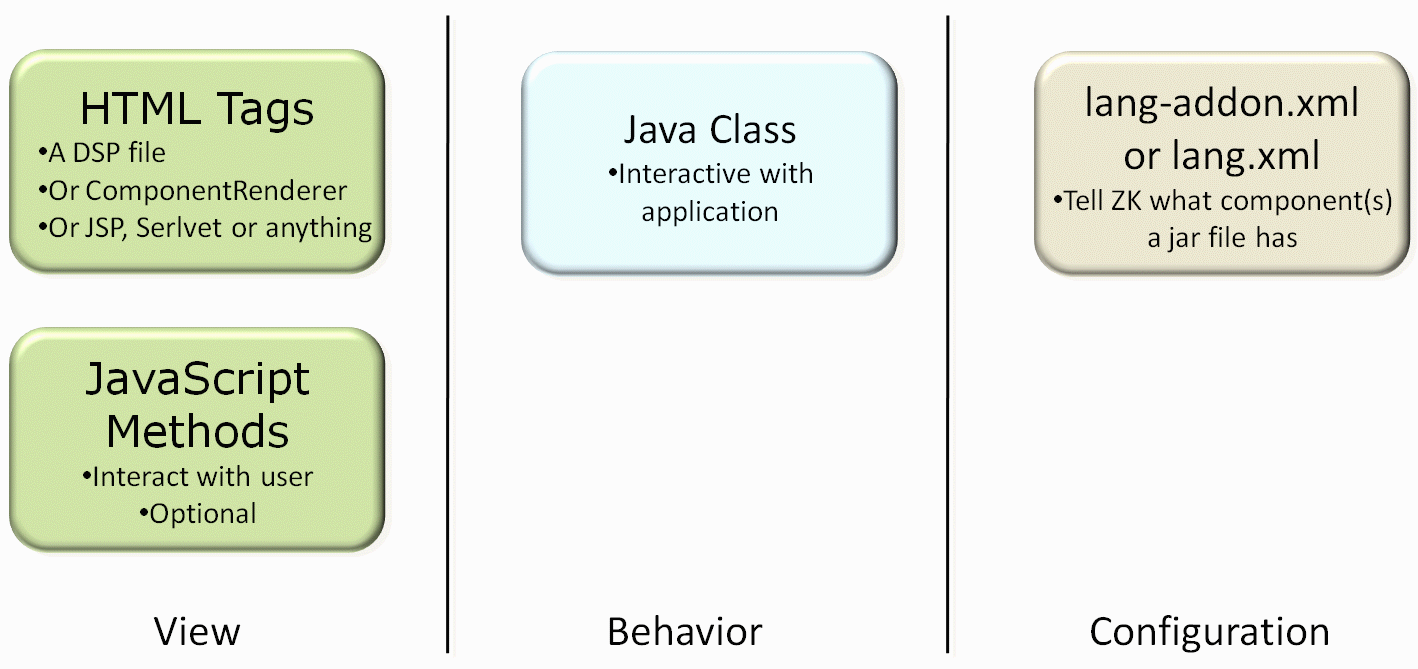 HTML Tags
•A DSP file
•Or ComponentRenderer
•Or JSP, Serlvet or anything
JavaScript
Methods
•Interact with user
•Optional
View
Java Class
•Interactive with
application
Behavior
lang-addon.xml
or lang.xml
•Tell ZK what component(s)
a jar file has
Configuration